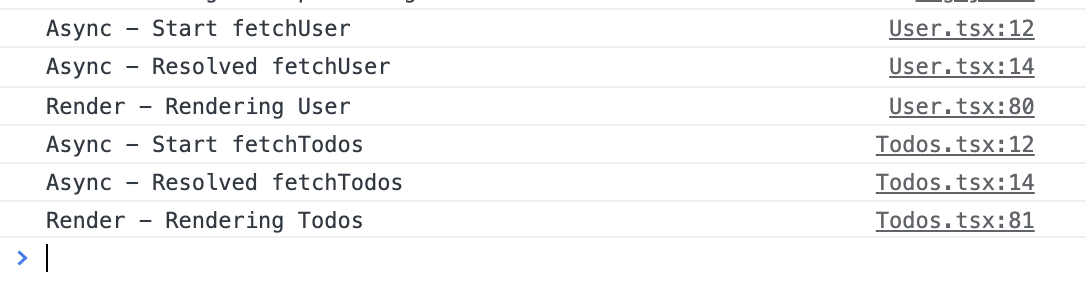 Async – Start fetchUser User.tsx:12
Async – Resolved fetchUser User.tsx:14
Render – Rendering User User.tsx:80
Async – Start fetchTodos Todos.tsx:12
Async – Resolved fetchTodos Todos.tsx:14
Render – Rendering Todos Todos.tsx:81
>